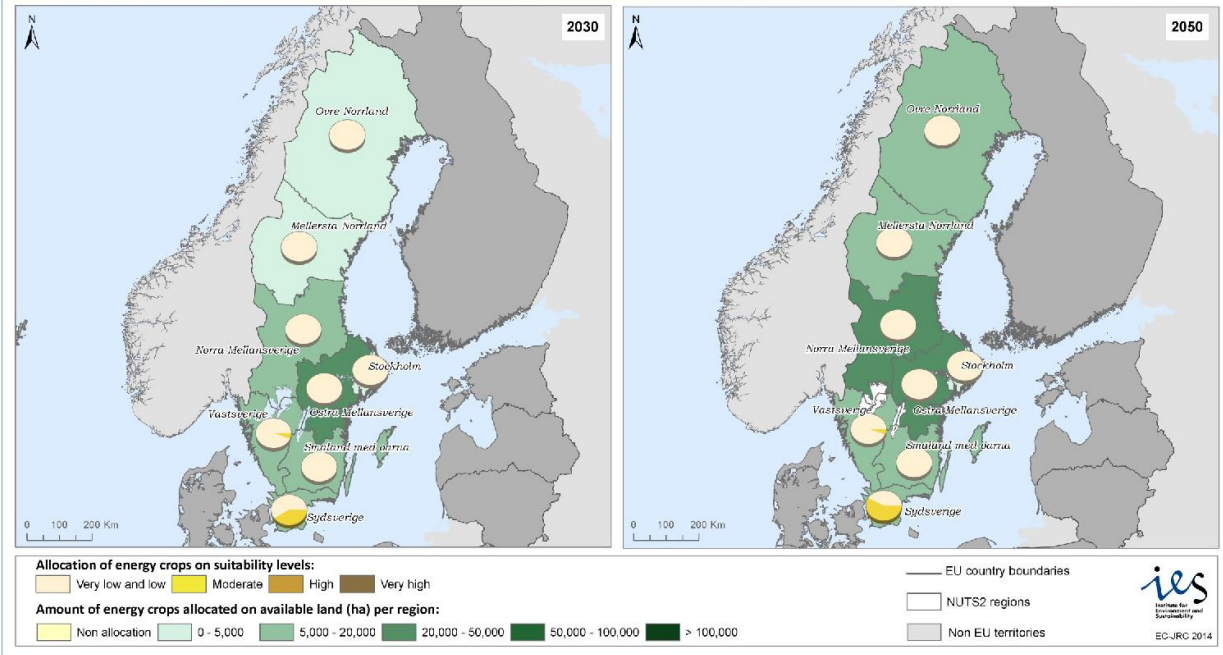 N
2030
Ovre Norrland
Mellersta Norrland
Norra Mellansverige
Stockholm
Vastsverige
Ostra Mellansverige
Smaland med oarna
Sydsverige
0 100 200 Km
N
2050
Ovre Norrland
Mellersta Norrland
Norra Mellansverige
Stockholm
Vastsverige
Ostra Mellansverige
Smaland med oarna
Sydsverige
0 100 200 Km
Allocation of energy crops on suitability levels:
Very low and low Moderate High Very high
Amount of energy crops allocated on available land (ha) per region:
Non allocation 0 - 5,000 5,000 - 20,000 20,000 - 50,000 50,000 - 100,000 > 100,000
EU country boundaries
NUTS2 regions
Non EU territories
ies
Institute for
Environment and
Sustainability
EC-JRC 2014